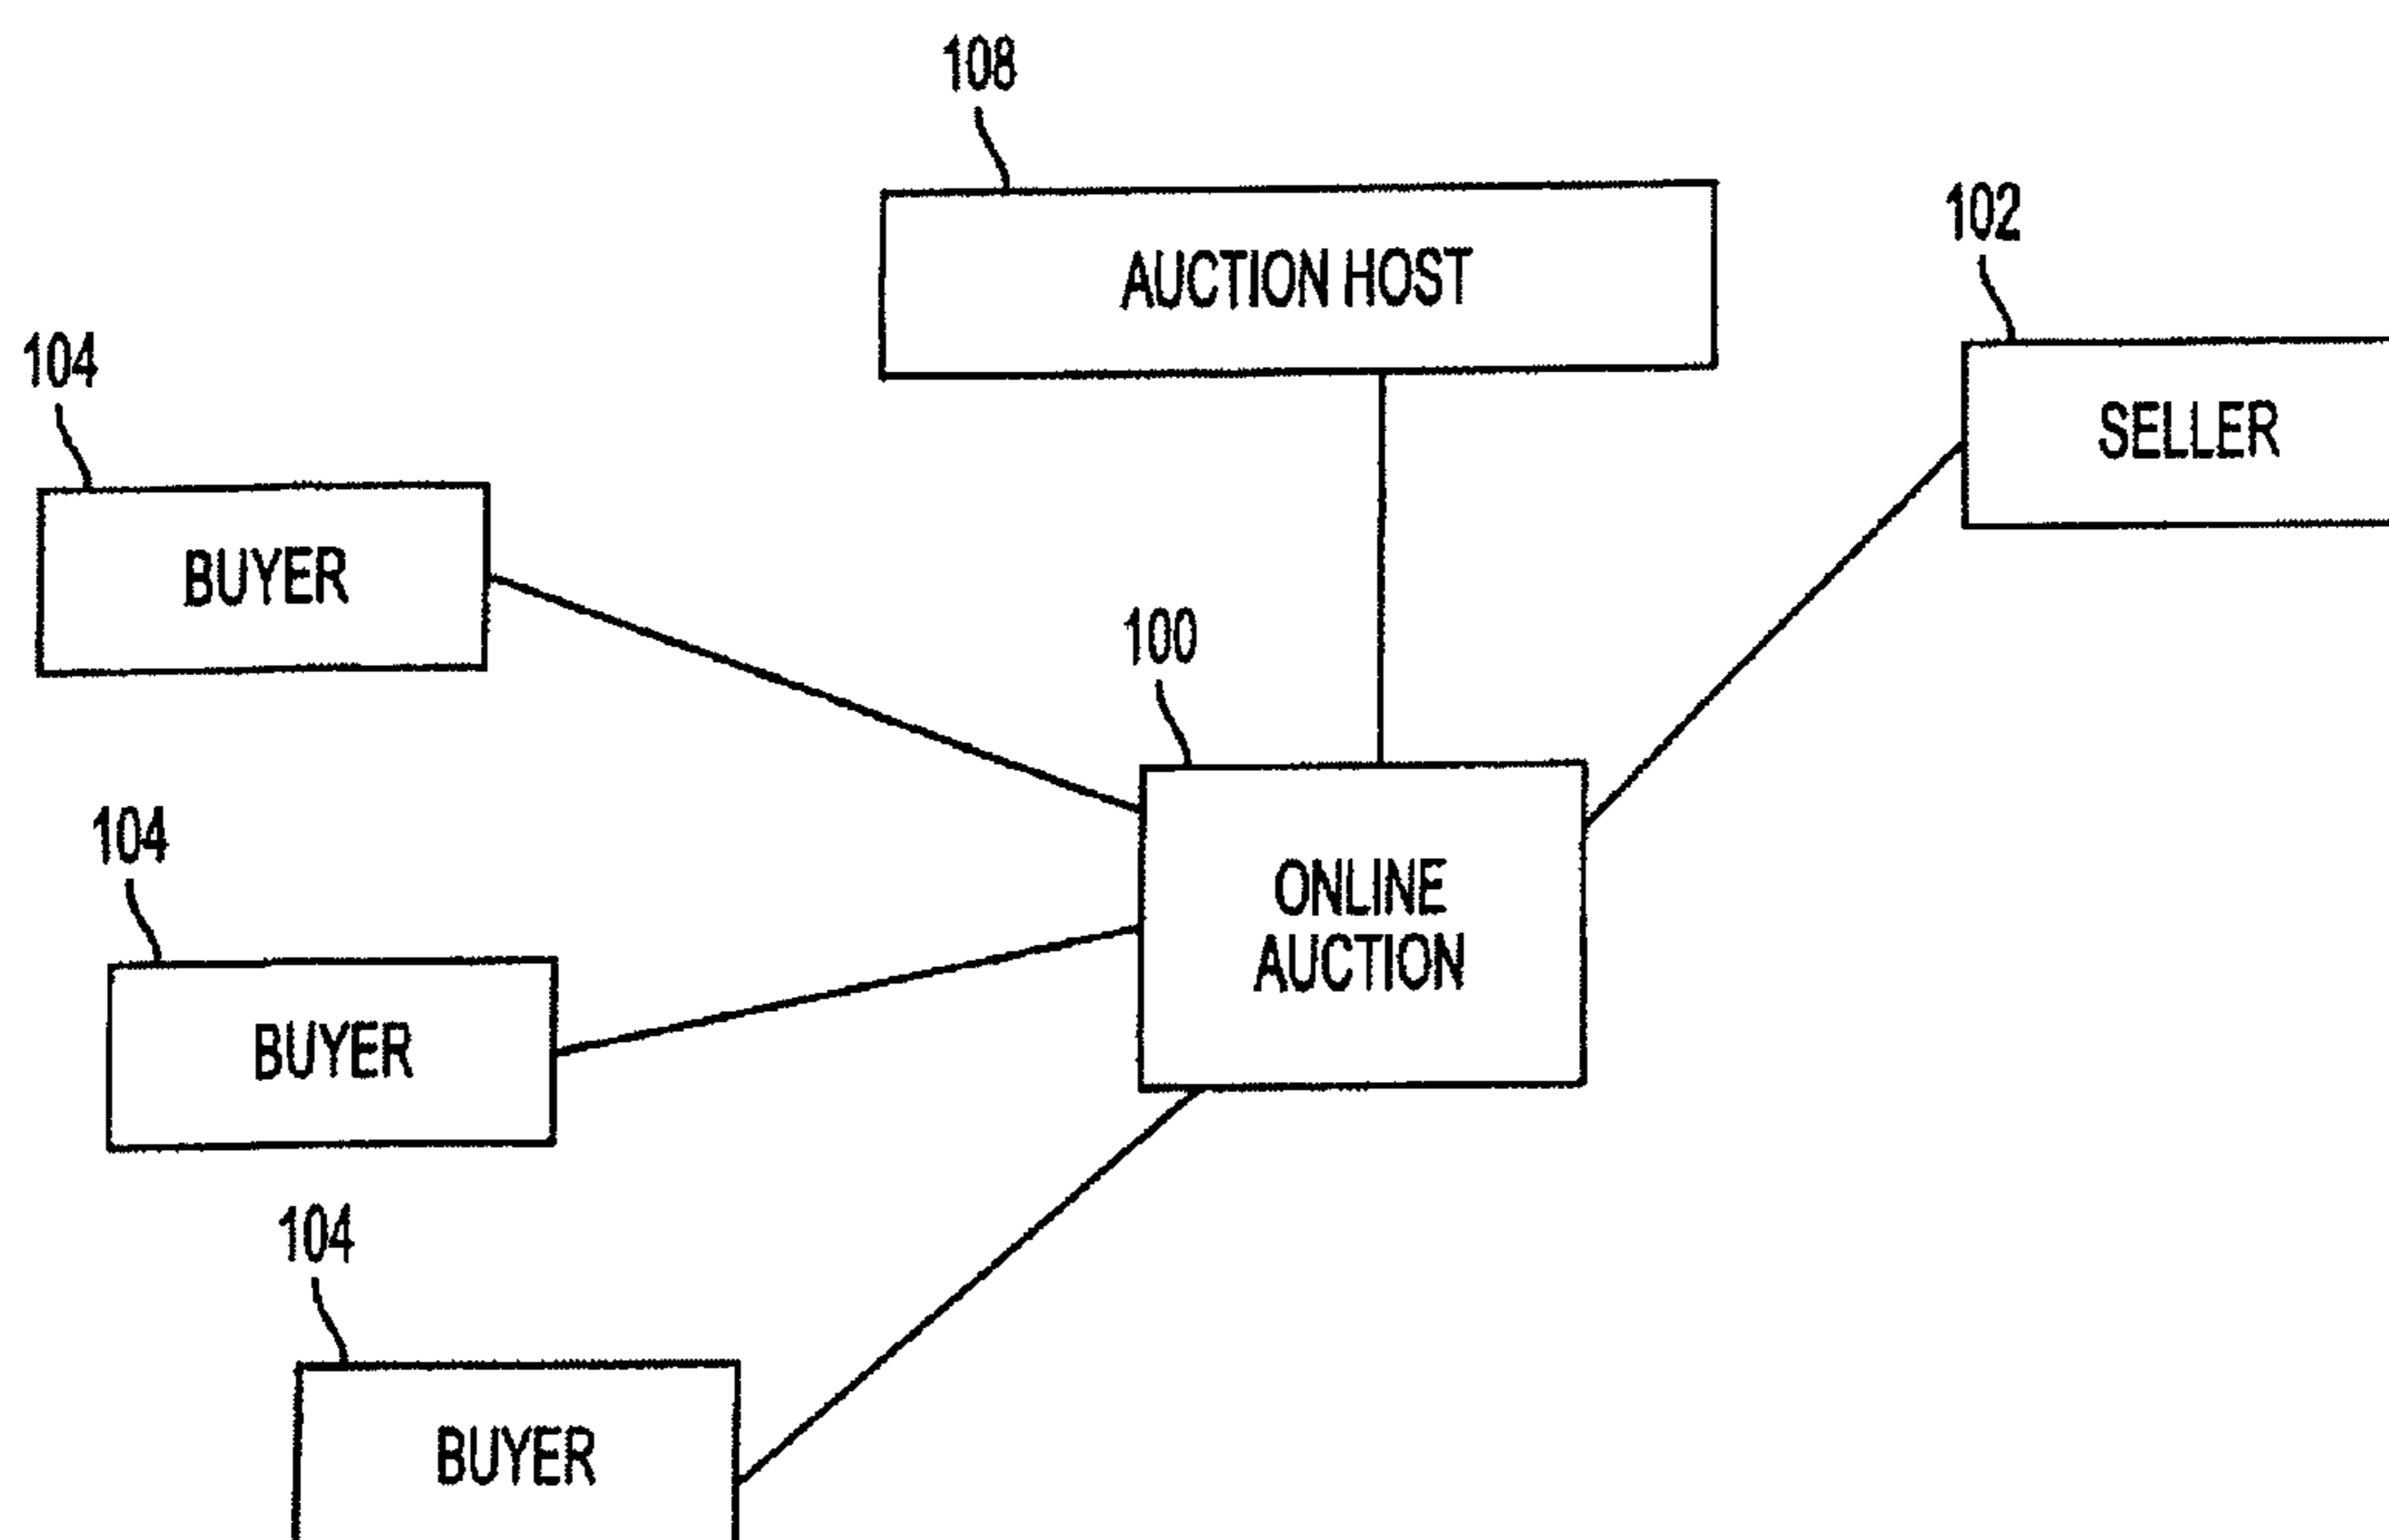 108
AUCTION HOST
102
SELLER
104
BUYER
100
ONLINE
AUCTION
104
BUYER
104
BUYER